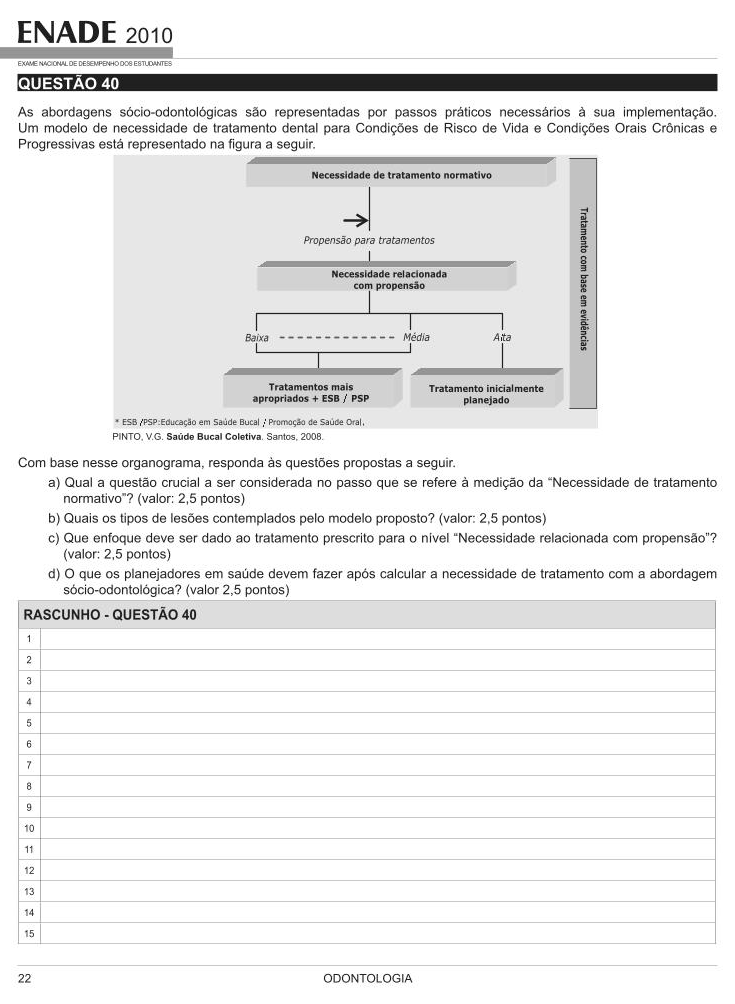 ENADE 2010
EXAME NACIONAL DE DESEMPENHO DOS ESTUDANTES
QUESTÃO 40
As abordagens sócio-odontológicas são representadas por passos práticos necessários à sua implementação.
Um modelo de necessidade de tratamento dental para Condições de Risco de Vida e Condições Orais Crônicas e
Progressivas está representado na figura a seguir.
Necessidade de tratamento normativo
Propensão para tratamentos
Necessidade relacionada
com propensão
Baixa
Média
Alta
Tratamentos mais
apropriados + ESB / PSP
Tratamento inicialmente
planejado
Tratamento com base em evidências
* ESB /PSP:Educação em Saúde Bucal / Promoção de Saúde Oral.
PINTO, V.G. Saúde Bucal Coletiva. Santos, 2008.
Com base nesse organograma, responda às questões propostas a seguir.
a) Qual a questão crucial a ser considerada no passo que se refere à medição da “Necessidade de tratamento
normativo”? (valor: 2,5 pontos)
b) Quais os tipos de lesões contemplados pelo modelo proposto? (valor: 2,5 pontos)
c) Que enfoque deve ser dado ao tratamento prescrito para o nível “Necessidade relacionada com propensão”?
(valor: 2,5 pontos)
d) O que os planejadores em saúde devem fazer após calcular a necessidade de tratamento com a abordagem
sócio-odontológica? (valor 2,5 pontos)
RASCUNHO - QUESTÃO 40
1
2
3
4
5
6
7
8
9
10
11
12
13
14
15
22
ODONTOLOGIA